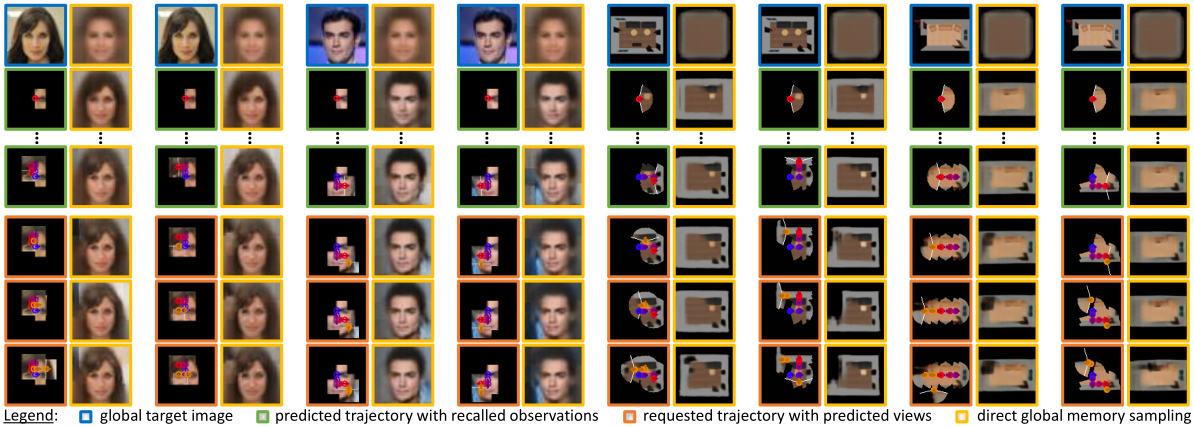 Legend: global target image predicted trajectory with recalled observations requested trajectory with predicted views direct global memory sampling